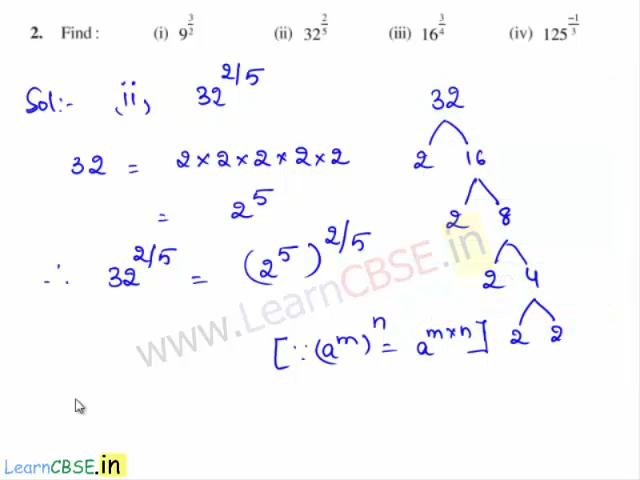 2. Find : (i) 9^(3/2) (ii) 32^(2/5) (iii) 16^(3/4) (iv) 125^(-1/3)
Sol:- ii, 32^2/5
32 = 2 × 2 × 2 × 2 × 2
= 2^5
∴ 32^2/5 = (2^5)^2/5
[∵ (a^m)^n = a^m×n]
32
2 16
2 8
2 4
2 2
www.LearnCBSE.in
LearnCBSE.in